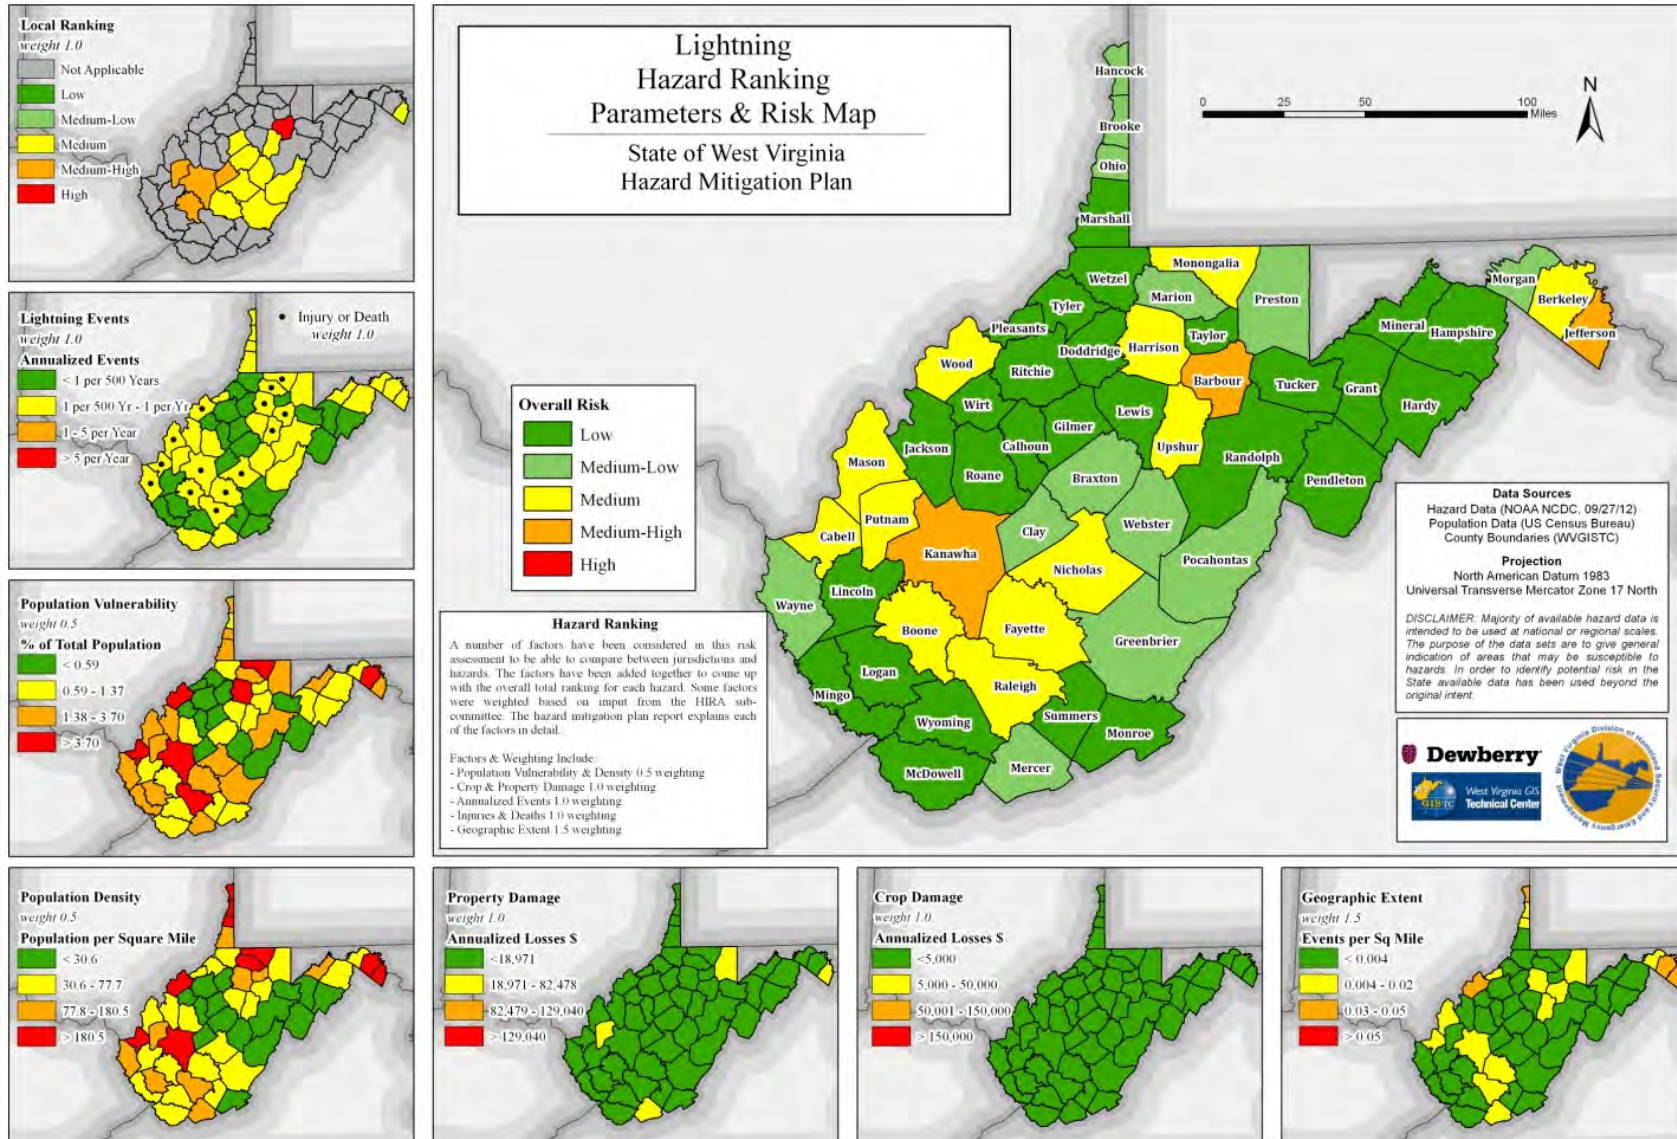 Local Ranking
weight 1.0
Not Applicable
Low
Medium-Low
Medium
Medium-High
High
Lightning Events
weight 1.0
Annualized Events
< 1 per 500 Years
1 per 500 Yr - 1 per Yr
1 - 5 per Year
> 5 per Year
Injury or Death
weight 1.0
Population Vulnerability
weight 0.5
% of Total Population
< 0.59
0.59 - 1.37
1.38 - 3.70
> 3.70
Population Density
weight 0.5
Population per Square Mile
< 30.6
30.6 - 77.7
77.8 - 180.5
> 180.5
Lightning
Hazard Ranking
Parameters & Risk Map
State of West Virginia
Hazard Mitigation Plan
0 25 50 100
Miles
N
Hancock
Brooke
Ohio
Marshall
Wetzel
Monongalia
Marion
Preston
Morgan
Berkeley
Jefferson
Tyler
Pleasants
Doddridge
Harrison
Taylor
Mineral
Hampshire
Wood
Ritchie
Barbour
Tucker
Grant
Hardy
Wirt
Lewis
Gilmer
Calhoun
Jackson
Roane
Upshur
Randolph
Pendleton
Mason
Braxton
Putnam
Cabell
Clay
Webster
Kanawha
Nicholas
Pocahontas
Wayne
Lincoln
Boone
Fayette
Greenbrier
Logan
Raleigh
Mingo
Wyoming
Summers
Monroe
McDowell
Mercer
Overall Risk
Low
Medium-Low
Medium
Medium-High
High
Hazard Ranking
A number of factors have been considered in this risk
assessment to be able to compare between jurisdictions and
hazards. The factors have been added together to come up
with the overall total ranking for each hazard. Some factors
were weighted based on imput from the HIRA sub-
committee. The hazard mitigation plan report explains each
of the factors in detail.
Factors & Weighting Include
- Population Vulnerability & Density 0.5 weighting
- Crop & Property Damage 1.0 weighting
- Annualized Events 1.0 weighting
- Injuries & Deaths 1.0 weighting
- Geographic Extent 1.5 weighting
Data Sources
Hazard Data (NOAA NCDC, 09/27/12)
Population Data (US Census Bureau)
County Boundaries (WVGISTC)
Projection
North American Datum 1983
Universal Transverse Mercator Zone 17 North
DISCLAIMER: Majority of available hazard data is
intended to be used at national or regional scales.
The purpose of the data sets are to give general
indication of areas that may be susceptible to
hazards. In order to identify potential risk in the
State available data has been used beyond the
original intent.
Dewberry
WV
GISTC
West Virginia GIS
Technical Center
West Virginia Division of Homeland Security and Emergency Management
Property Damage
weight 1.0
Annualized Losses $
<18,971
18,971 - 82,478
82,479 - 129,040
> 129,040
Crop Damage
weight 1.0
Annualized Losses $
<5,000
5,000 - 50,000
50,001 - 150,000
> 150,000
Geographic Extent
weight 1.5
Events per Sq Mile
< 0.004
0.004 - 0.02
0.03 - 0.05
> 0.05